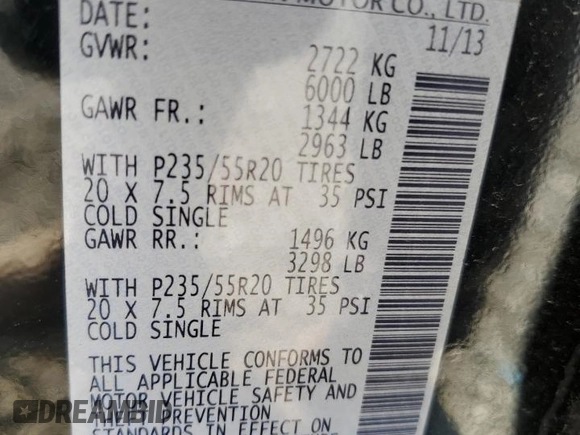 MOTOR CO., LTD.
DATE: 11/13
GVWR: 2722 KG
6000 LB
GAWR FR.: 1344 KG
2963 LB
WITH P235/55R20 TIRES
20 X 7.5 RIMS AT 35 PSI
COLD SINGLE
GAWR RR.: 1496 KG
3298 LB
WITH P235/55R20 TIRES
20 X 7.5 RIMS AT 35 PSI
COLD SINGLE
THIS VEHICLE CONFORMS TO
ALL APPLICABLE FEDERAL
MOTOR VEHICLE SAFETY AND
PREVENTION
STANDARDS IN EFFECT ON
DREAMBID